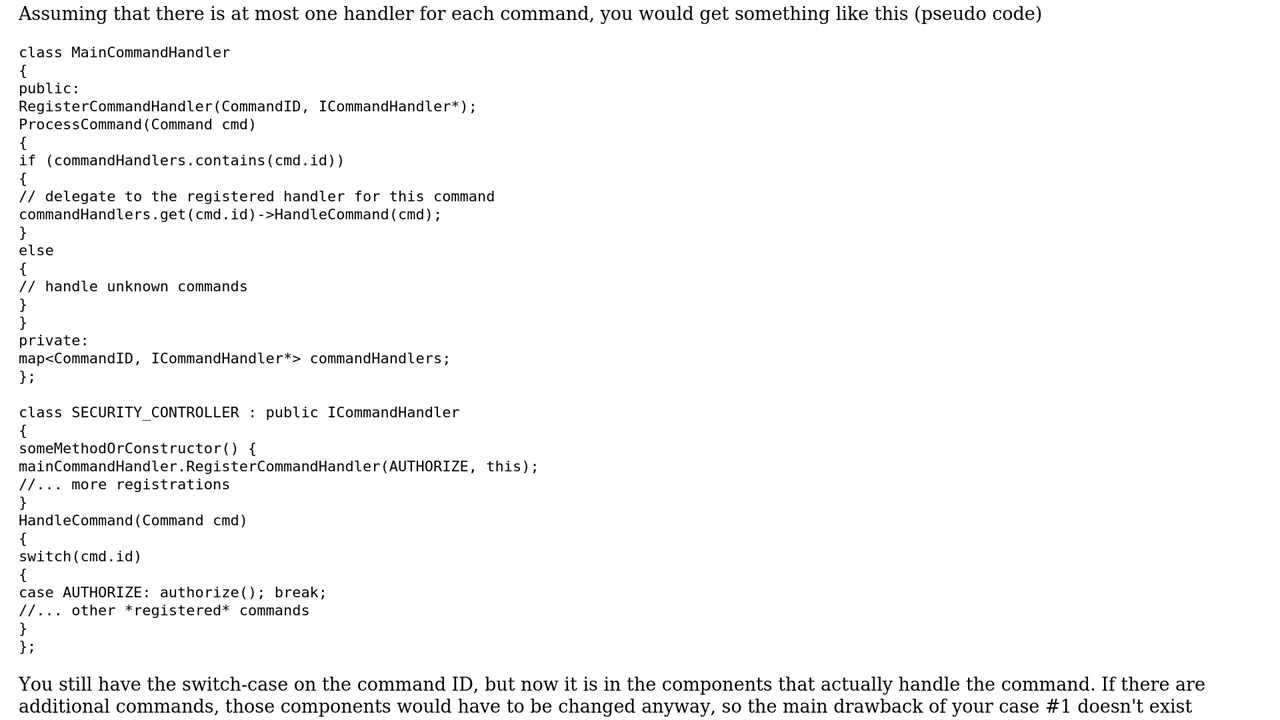 Assuming that there is at most one handler for each command, you would get something like this (pseudo code)
class MainCommandHandler
{
public:
RegisterCommandHandler(CommandID, ICommandHandler*);
ProcessCommand(Command cmd)
{
if (commandHandlers.contains(cmd.id))
{
// delegate to the registered handler for this command
commandHandlers.get(cmd.id)->HandleCommand(cmd);
}
else
{
// handle unknown commands
}
}
private:
map<CommandID, ICommandHandler*> commandHandlers;
};
class SECURITY_CONTROLLER : public ICommandHandler
{
someMethodOrConstructor() {
mainCommandHandler.RegisterCommandHandler(AUTHORIZE, this);
//... more registrations
}
HandleCommand(Command cmd)
{
switch(cmd.id)
{
case AUTHORIZE: authorize(); break;
//... other *registered* commands
}
};
You still have the switch-case on the command ID, but now it is in the components that actually handle the command. If there are
additional commands, those components would have to be changed anyway, so the main drawback of your case #1 doesn't exist